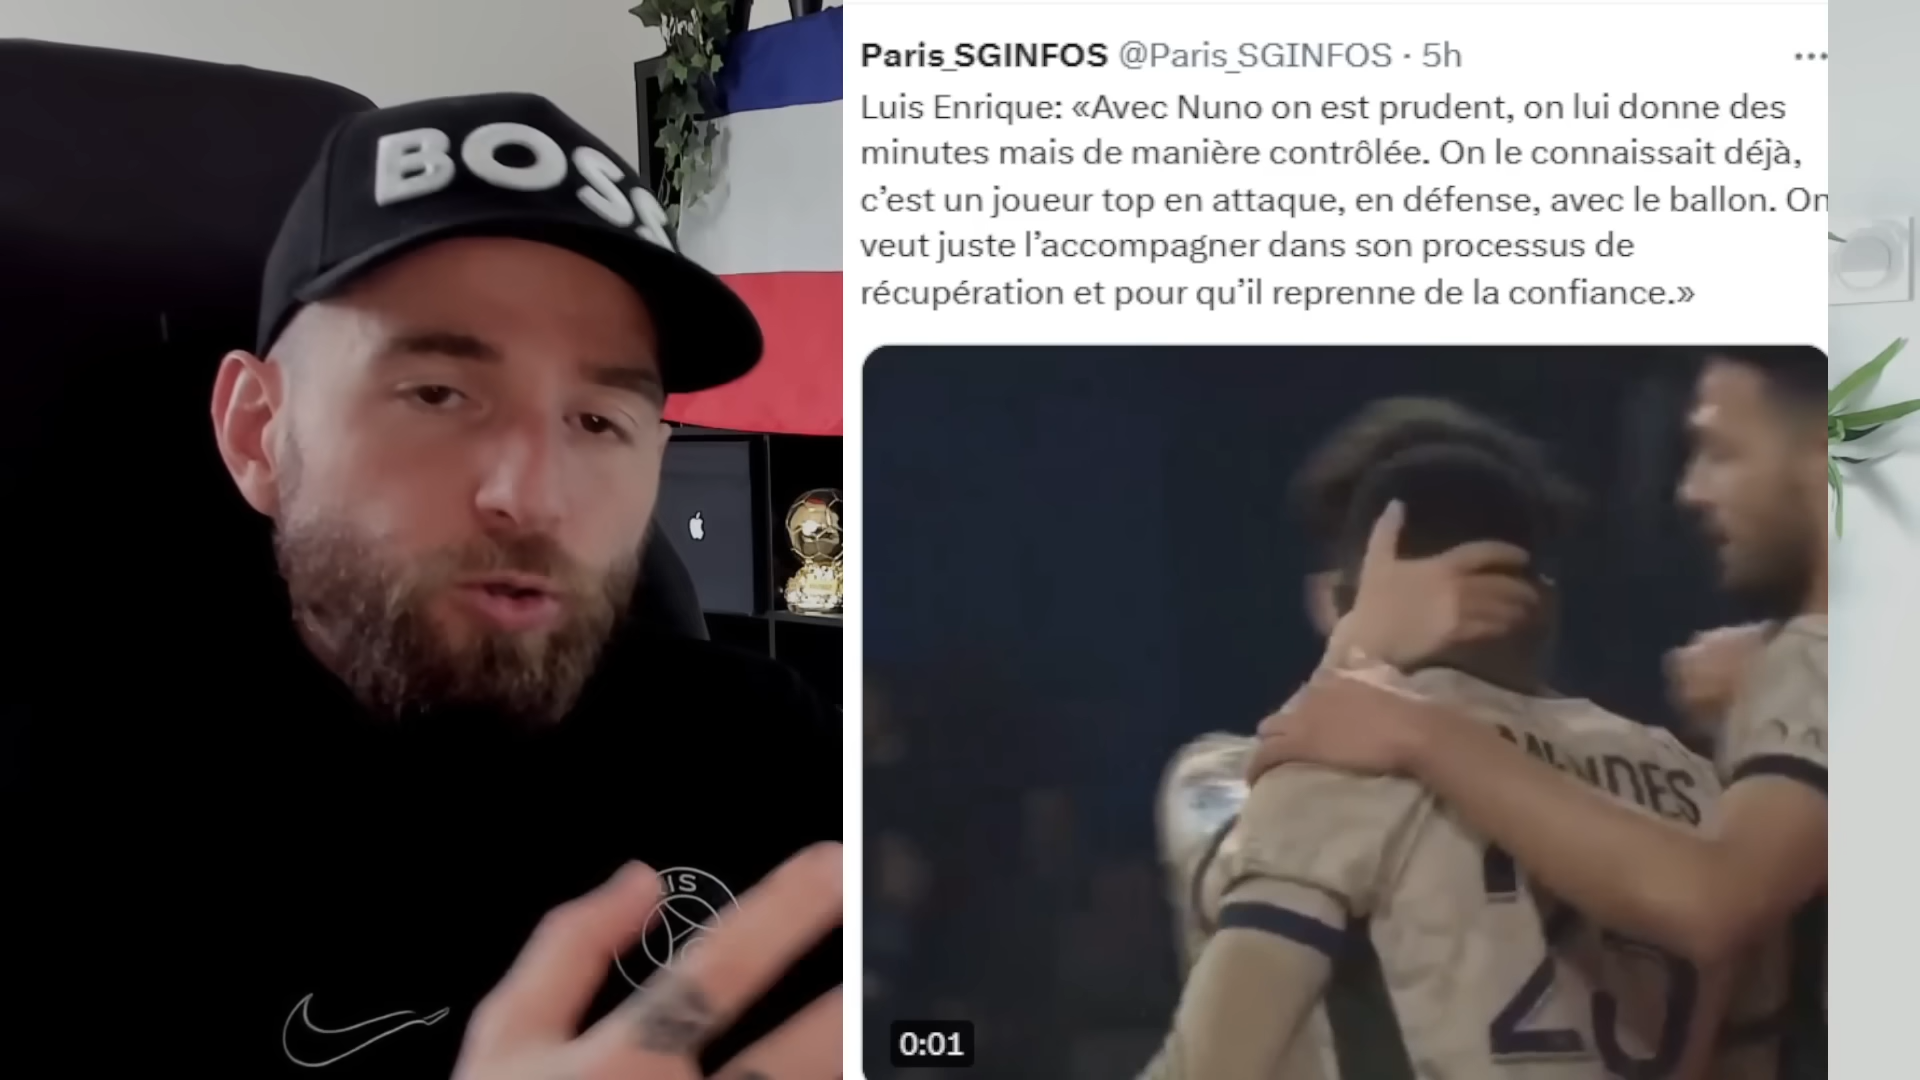 BOSS
Paris_SGINFOS @Paris_SGINFOS · 5h
Luis Enrique: «Avec Nuno on est prudent, on lui donne des
minutes mais de manière contrôlée. On le connaissait déjà,
c’est un joueur top en attaque, en défense, avec le ballon. On
veut juste l’accompagner dans son processus de
récupération et pour qu’il reprenne de la confiance.»
25
0:01